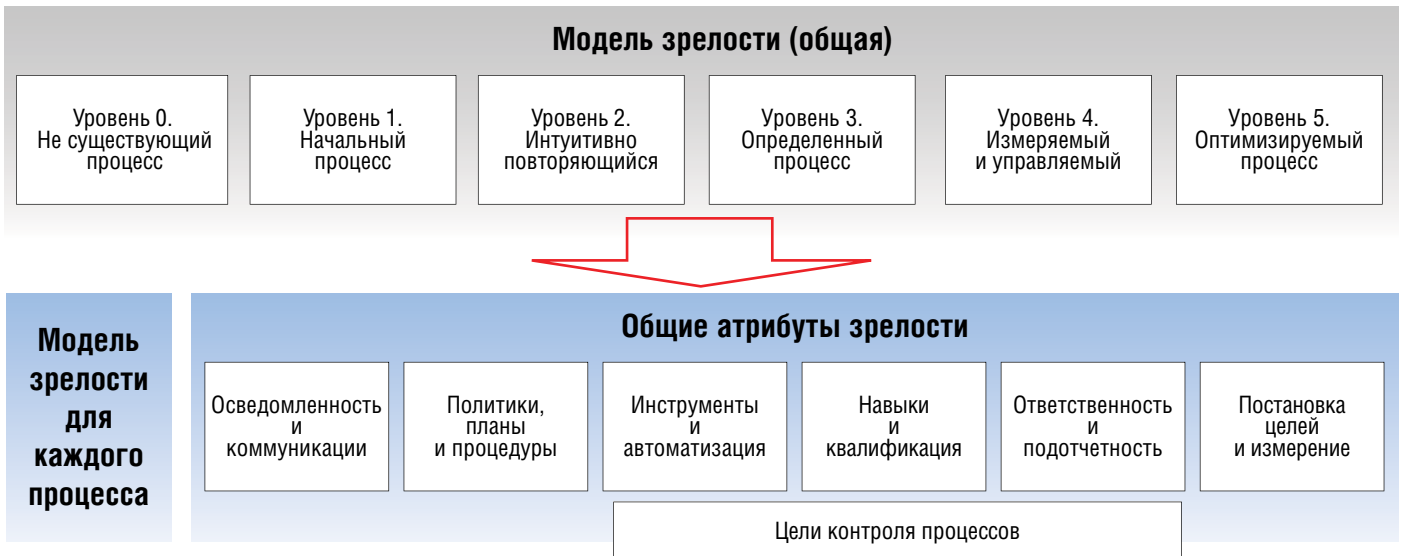 Модель зрелости (общая)
Уровень 0.
Не существующий
процесс
Уровень 1.
Начальный
процесс
Уровень 2.
Интуитивно
повторяющийся
Уровень 3.
Определенный
процесс
Уровень 4.
Измеряемый
и управляемый
Уровень 5.
Оптимизируемый
процесс
Модель
зрелости
для
каждого
процесса
Общие атрибуты зрелости
Осведомленность
и
коммуникации
Политики,
планы
и процедуры
Инструменты
и
автоматизация
Навыки
и
квалификация
Ответственность
и
подотчетность
Постановка
целей
и измерение
Цели контроля процессов